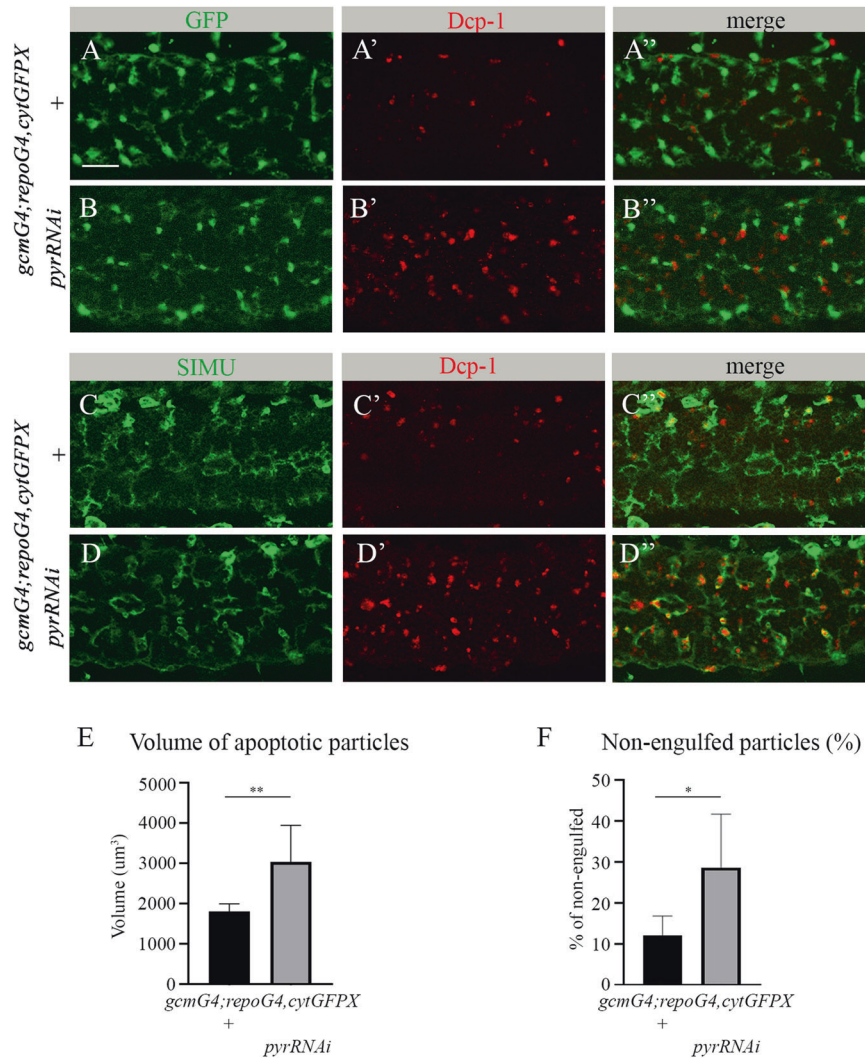 GFP Dcp-1 merge
A A' A''
gcmG4;repoG4,cytGFPX
+
pyrRNAi
B B' B''
SIMU Dcp-1 merge
C C' C''
gcmG4;repoG4,cytGFPX
+
pyrRNAi
D D' D''
E Volume of apoptotic particles
Volume (um³)
5000
4000
3000
2000
1000
0
**
gcmG4;repoG4,cytGFPX
+
pyrRNAi
F Non-engulfed particles (%)
% of non-engulfed
50
40
30
20
10
0
*
gcmG4;repoG4,cytGFPX
+
pyrRNAi